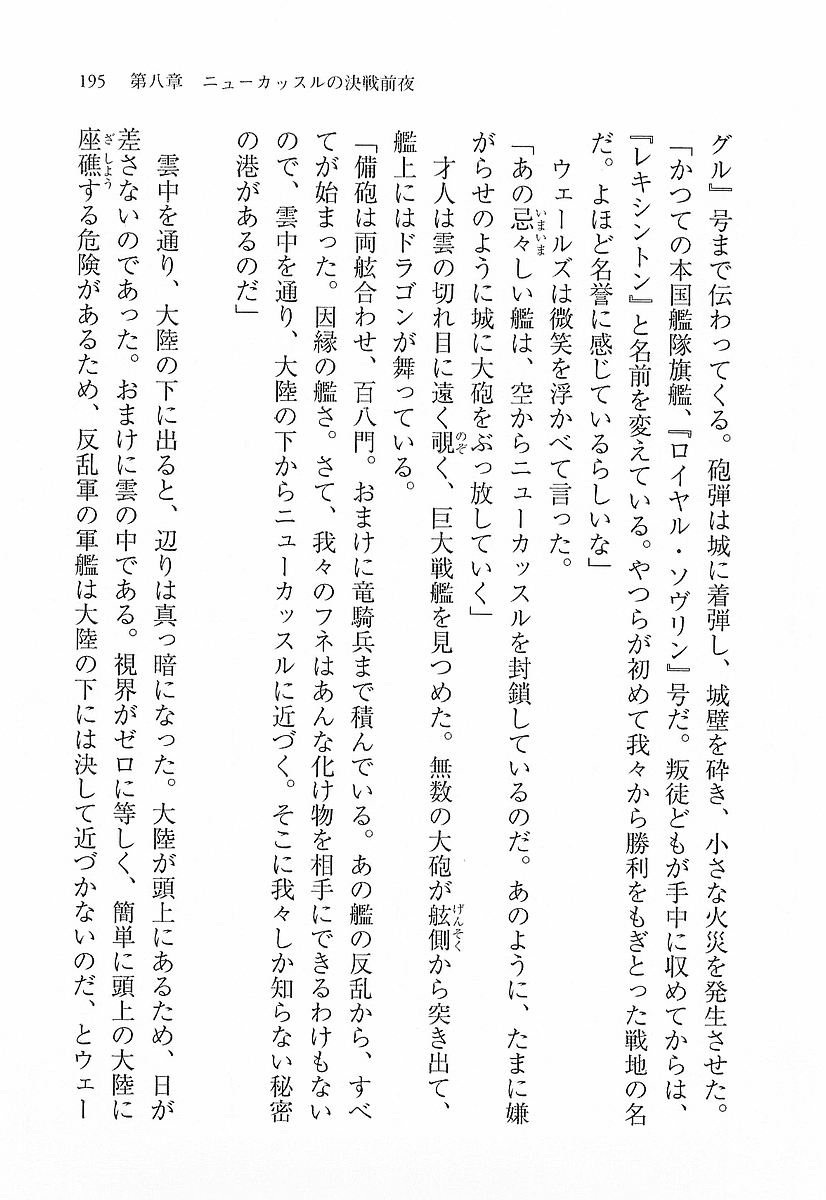 195　第八章　ニューカッスルの決戦前夜
グル』号まで伝わってくる。砲弾は城に着弾し、城壁を砕き、小さな火災を発生させた。
「かつての本国艦隊旗艦、『ロイヤル・ソヴリン』号だ。叛徒どもが手中に収めてからは、
『レキシントン』と名前を変えている。やつらが初めて我々から勝利をもぎとった戦地の名
だ。よほど名誉に感じているらしいな」
ウェールズは微笑を浮かべて言った。
「あの忌々しい艦は、空からニューカッスルを封鎖しているのだ。あのように、たまに嫌
がらせのように城に大砲をぶっ放していく」
才人は雲の切れ目に遠く覗く、巨大戦艦を見つめた。無数の大砲が舷側から突き出て、
艦上にはドラゴンが舞っている。
「備砲は両舷合わせ、百八門。おまけに竜騎兵まで積んでいる。あの艦の反乱から、すべ
てが始まった。因縁の艦さ。さて、我々のフネはあんな化け物を相手にできるわけもない
ので、雲中を通り、大陸の下からニューカッスルに近づく。そこに我々しか知らない秘密
の港があるのだ」
雲中を通り、大陸の下に出ると、辺りは真っ暗になった。大陸が頭上にあるため、日が
差さないのであった。おまけに雲の中である。視界がゼロに等しく、簡単に頭上の大陸に
座礁する危険があるため、反乱軍の軍艦は大陸の下には決して近づかないのだ、とウェー